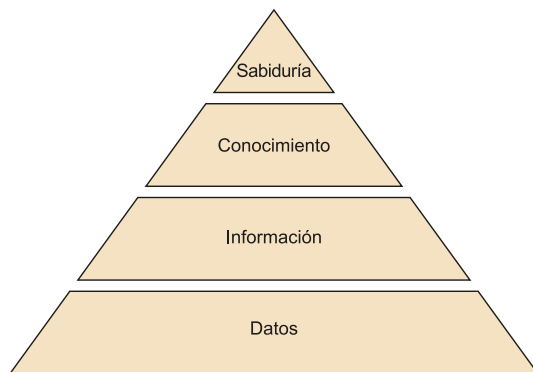 Sabiduría
Conocimiento
Información
Datos